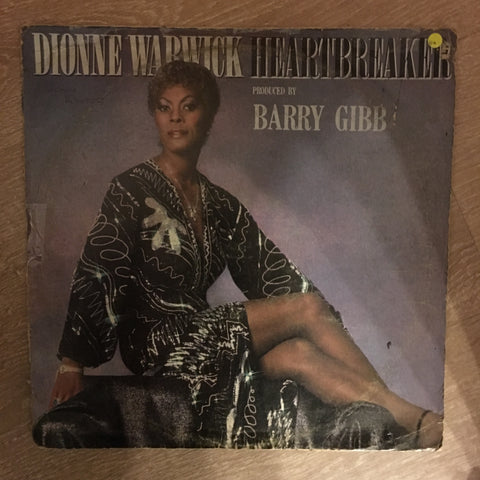 DIONNE WARWICK HEARTBREAKER
PRODUCED BY
BARRY GIBB